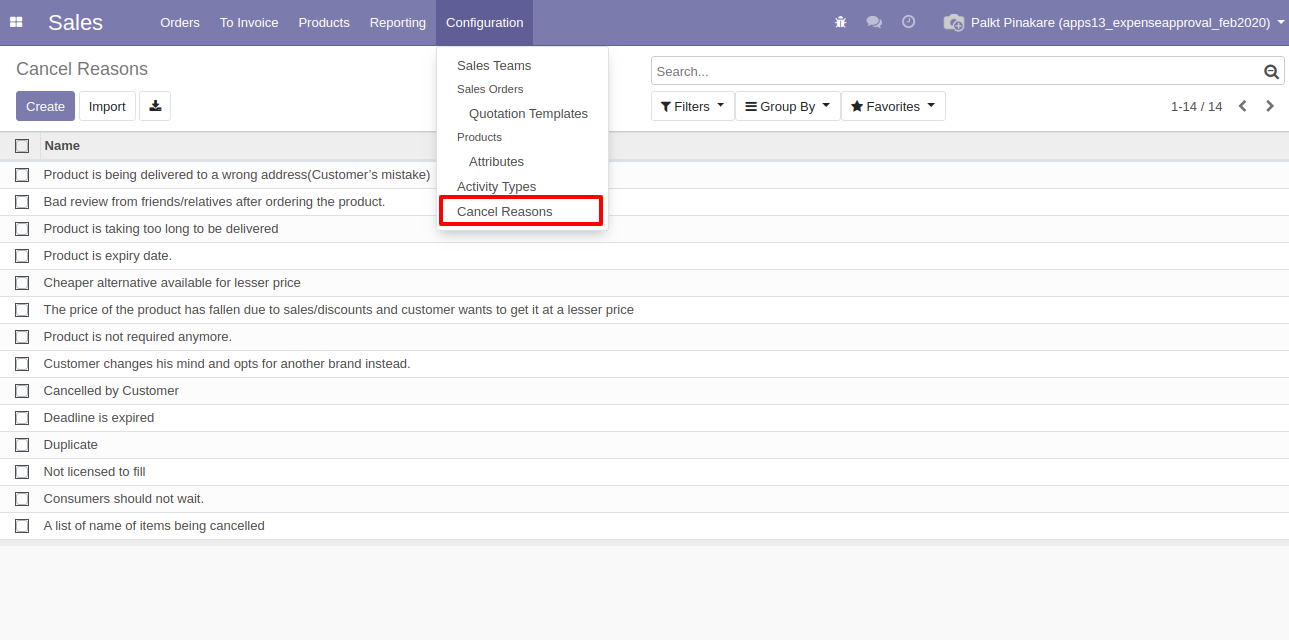 Sales Orders To Invoice Products Reporting Configuration Palkt Pinakare (apps13_expenseapproval_feb2020)
Cancel Reasons
Search...
Create Import
Filters Group By Favorites 1-14 / 14
Sales Teams
Sales Orders
Quotation Templates
Products
Attributes
Activity Types
Cancel Reasons
Name
Product is being delivered to a wrong address(Customer’s mistake)
Bad review from friends/relatives after ordering the product.
Product is taking too long to be delivered
Product is expiry date.
Cheaper alternative available for lesser price
The price of the product has fallen due to sales/discounts and customer wants to get it at a lesser price
Product is not required anymore.
Customer changes his mind and opts for another brand instead.
Cancelled by Customer
Deadline is expired
Duplicate
Not licensed to fill
Consumers should not wait.
A list of name of items being cancelled